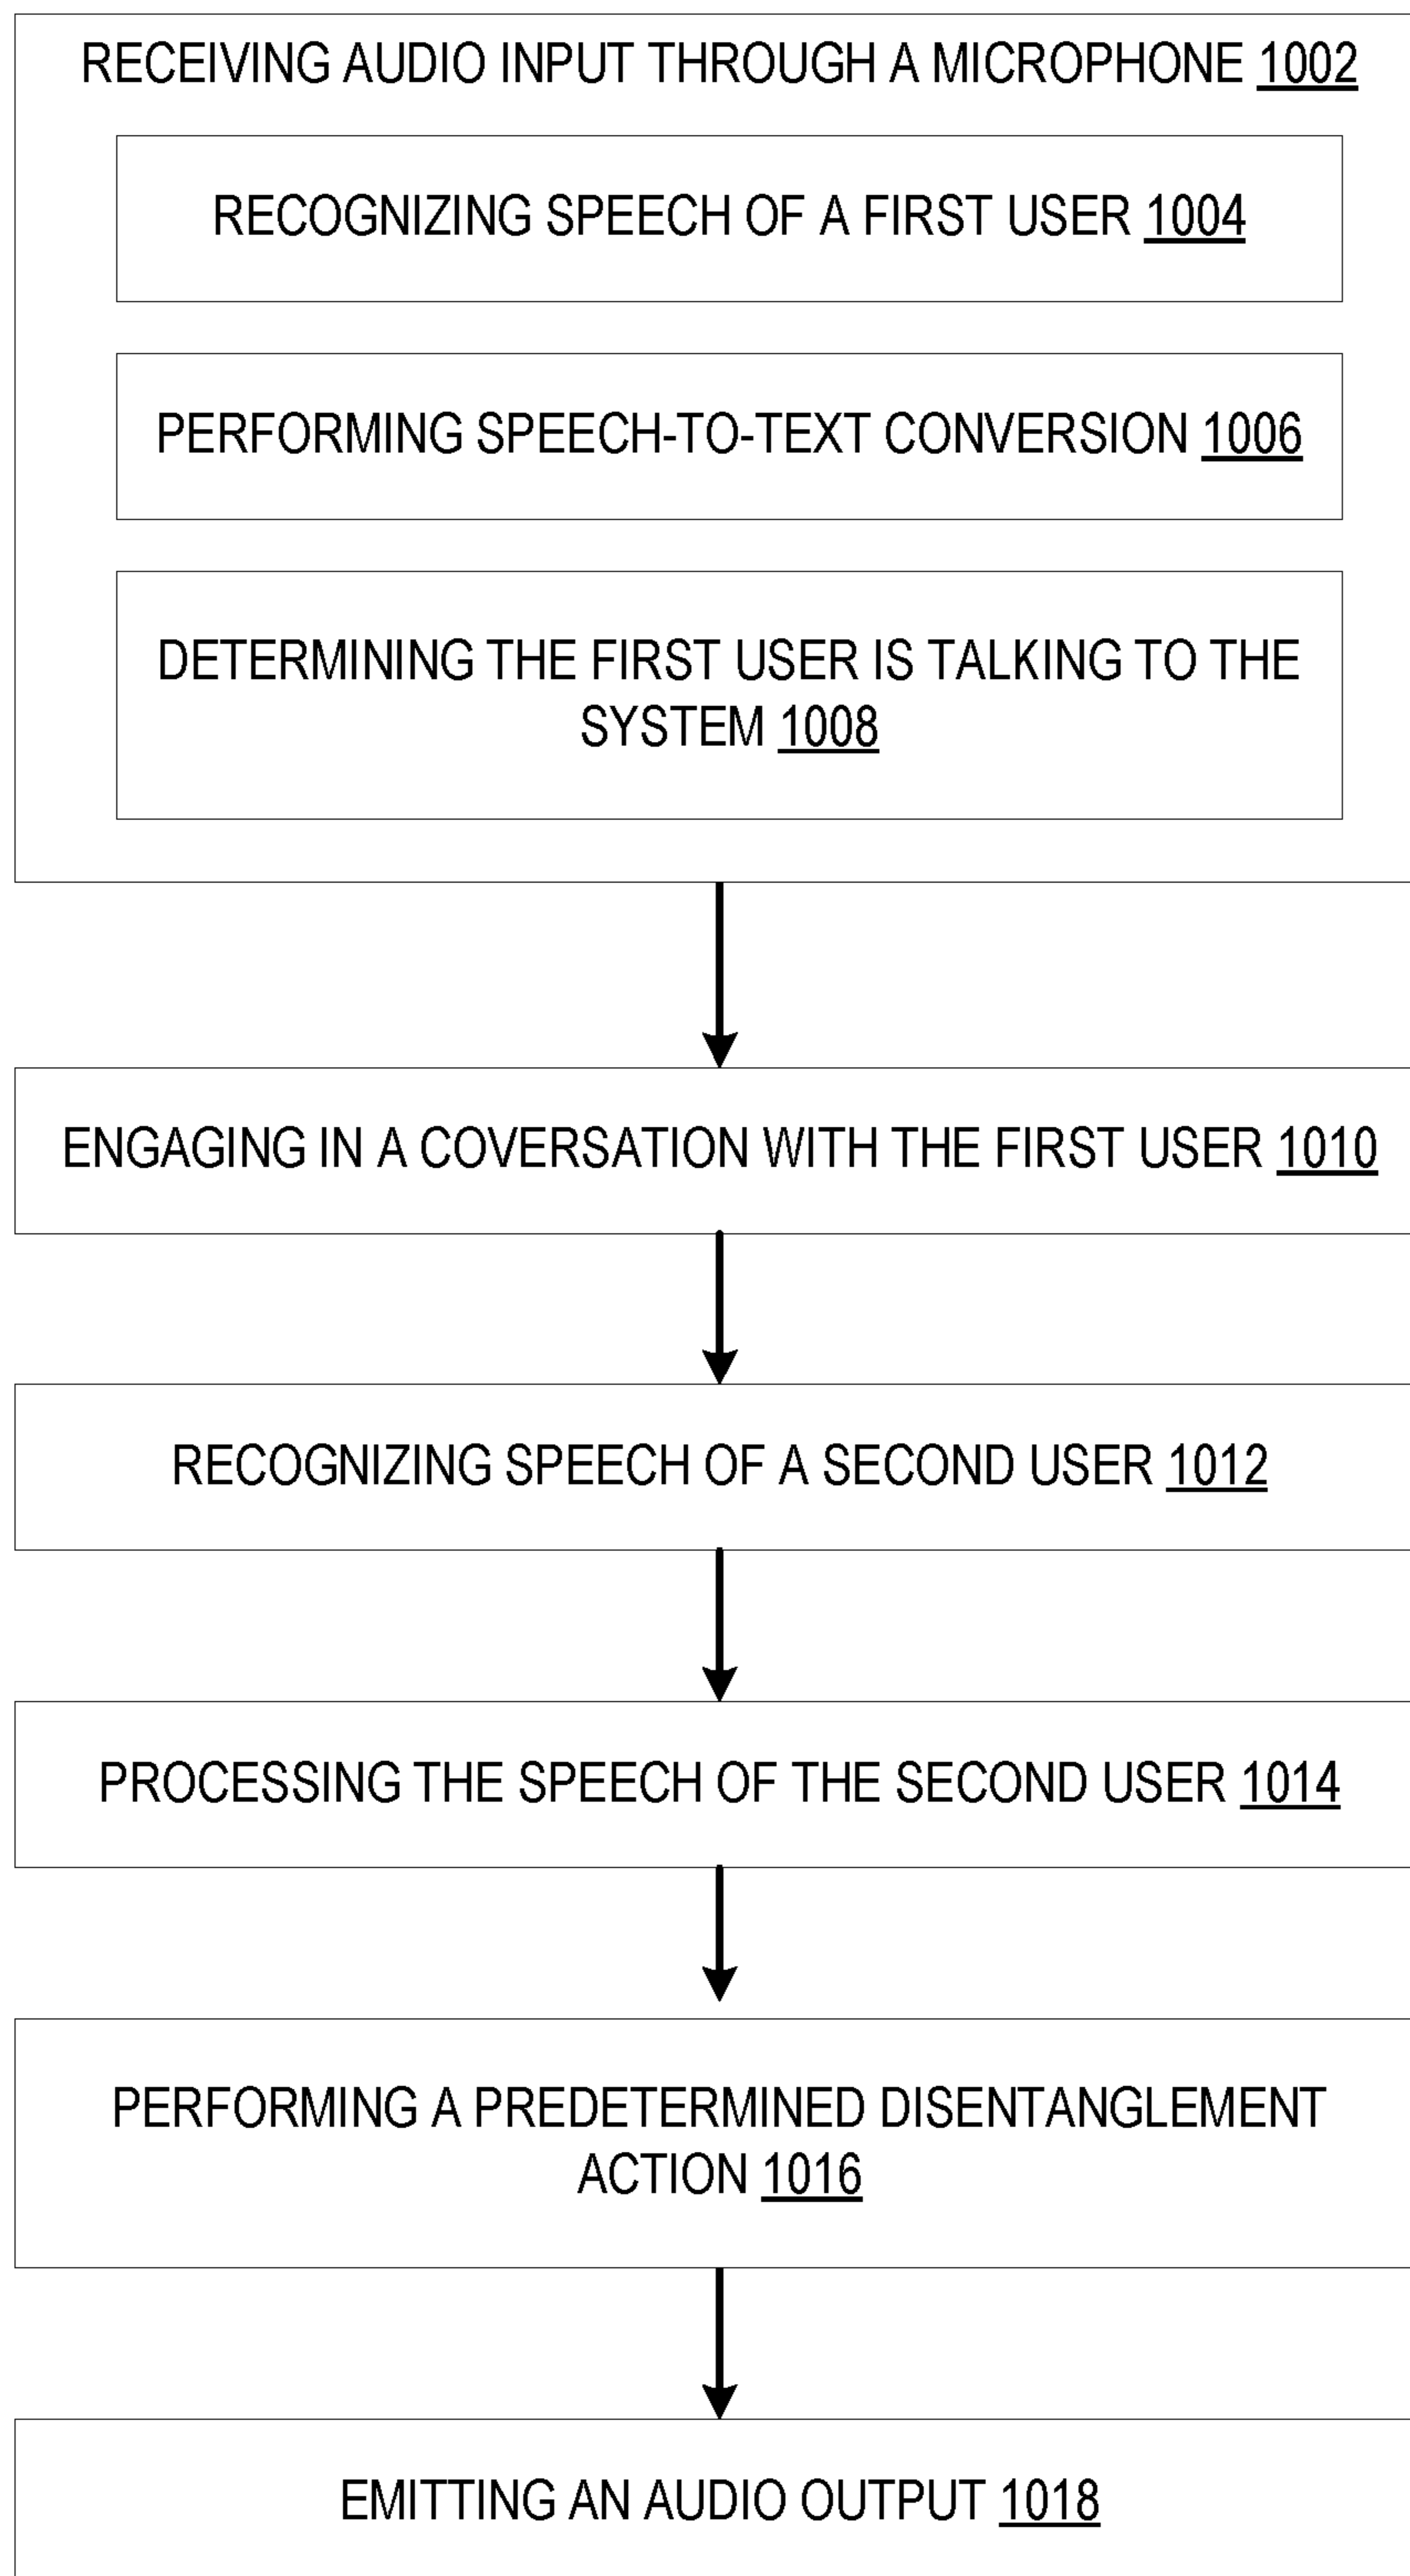 RECEIVING AUDIO INPUT THROUGH A MICROPHONE 1002
RECOGNIZING SPEECH OF A FIRST USER 1004
PERFORMING SPEECH-TO-TEXT CONVERSION 1006
DETERMINING THE FIRST USER IS TALKING TO THE
SYSTEM 1008
ENGAGING IN A COVERSATION WITH THE FIRST USER 1010
RECOGNIZING SPEECH OF A SECOND USER 1012
PROCESSING THE SPEECH OF THE SECOND USER 1014
PERFORMING A PREDETERMINED DISENTANGLEMENT
ACTION 1016
EMITTING AN AUDIO OUTPUT 1018